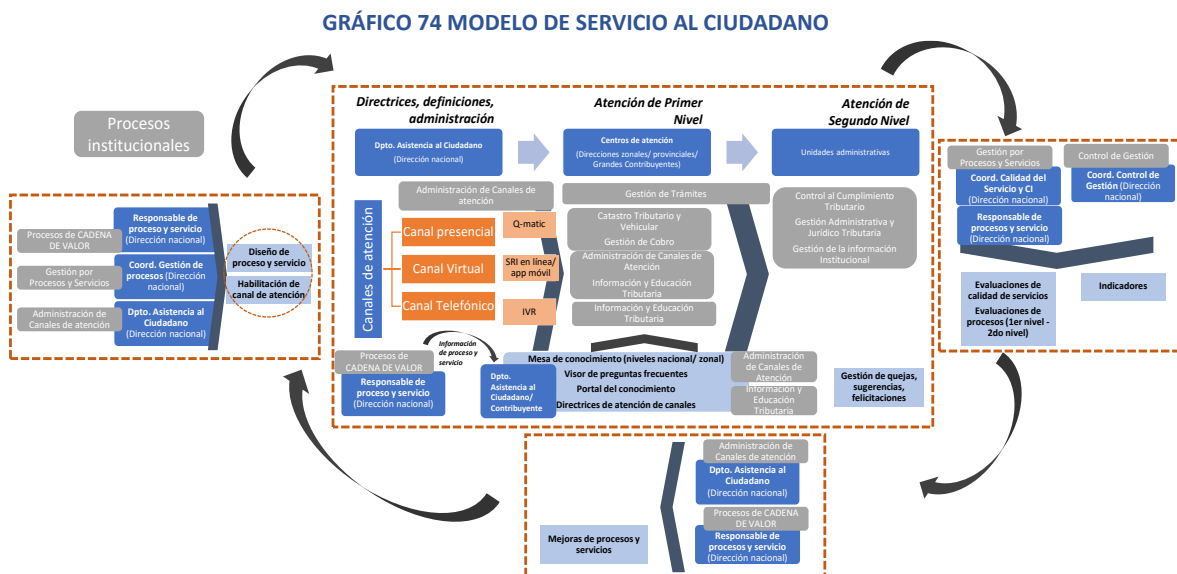 GRÁFICO 74 MODELO DE SERVICIO AL CIUDADANO
Procesos
institucionales
Procesos de CADENA
DE VALOR
Responsable de
proceso y servicio
(Dirección nacional)
Gestión por
Procesos y Servicios
Coord. Gestión de
procesos (Dirección
nacional)
Administración de
Canales de atención
Dpto. Asistencia al
Ciudadano
(Dirección nacional)
Diseño de
proceso y servicio
Habilitación de
canal de atención
Directrices, definiciones,
administración
Dpto. Asistencia al Ciudadano
(Dirección nacional)
Atención de Primer
Nivel
Centros de atención
(Direcciones zonales/ provinciales/
Grandes Contribuyentes)
Atención de
Segundo Nivel
Unidades administrativas
Administración de Canales de
atención
Canales de atención
Canal presencial
Canal Virtual
Canal Telefónico
Q-matic
SRI en línea/
app móvil
IVR
Gestión de Trámites
Catastro Tributario y
Vehicular
Gestión de Cobro
Administración de Canales de
Atención
Información y Educación
Tributaria
Información y Educación
Tributaria
Control al Cumplimiento
Tributario
Gestión Administrativa y
Jurídico Tributaria
Gestión de la información
Institucional
Procesos de
CADENA DE VALOR
Responsable de
proceso y servicio
(Dirección nacional)
Información de
proceso y
servicio
Dpto.
Asistencia al
Ciudadano/
Contribuyente
Mesa de conocimiento (niveles nacional/ zonal)
Visor de preguntas frecuentes
Portal del conocimiento
Directrices de atención de canales
Administración
de Canales de
Atención
Información y
Educación
Tributaria
Gestión de quejas,
sugerencias,
felicitaciones
Gestión por
Procesos y Servicios
Coord. Calidad del
Servicio y CI
(Dirección nacional)
Responsable de
procesos y servicio
(Dirección nacional)
Control de Gestión
Coord. Control de
Gestión (Dirección
nacional)
Evaluaciones de
calidad de servicios
Evaluaciones de
procesos (1er nivel -
2do nivel)
Indicadores
Administración de
Canales de atención
Dpto. Asistencia al
Ciudadano
(Dirección nacional)
Procesos de CADENA
DE VALOR
Responsable de
proceso y servicio
(Dirección nacional)
Mejoras de procesos y
servicios